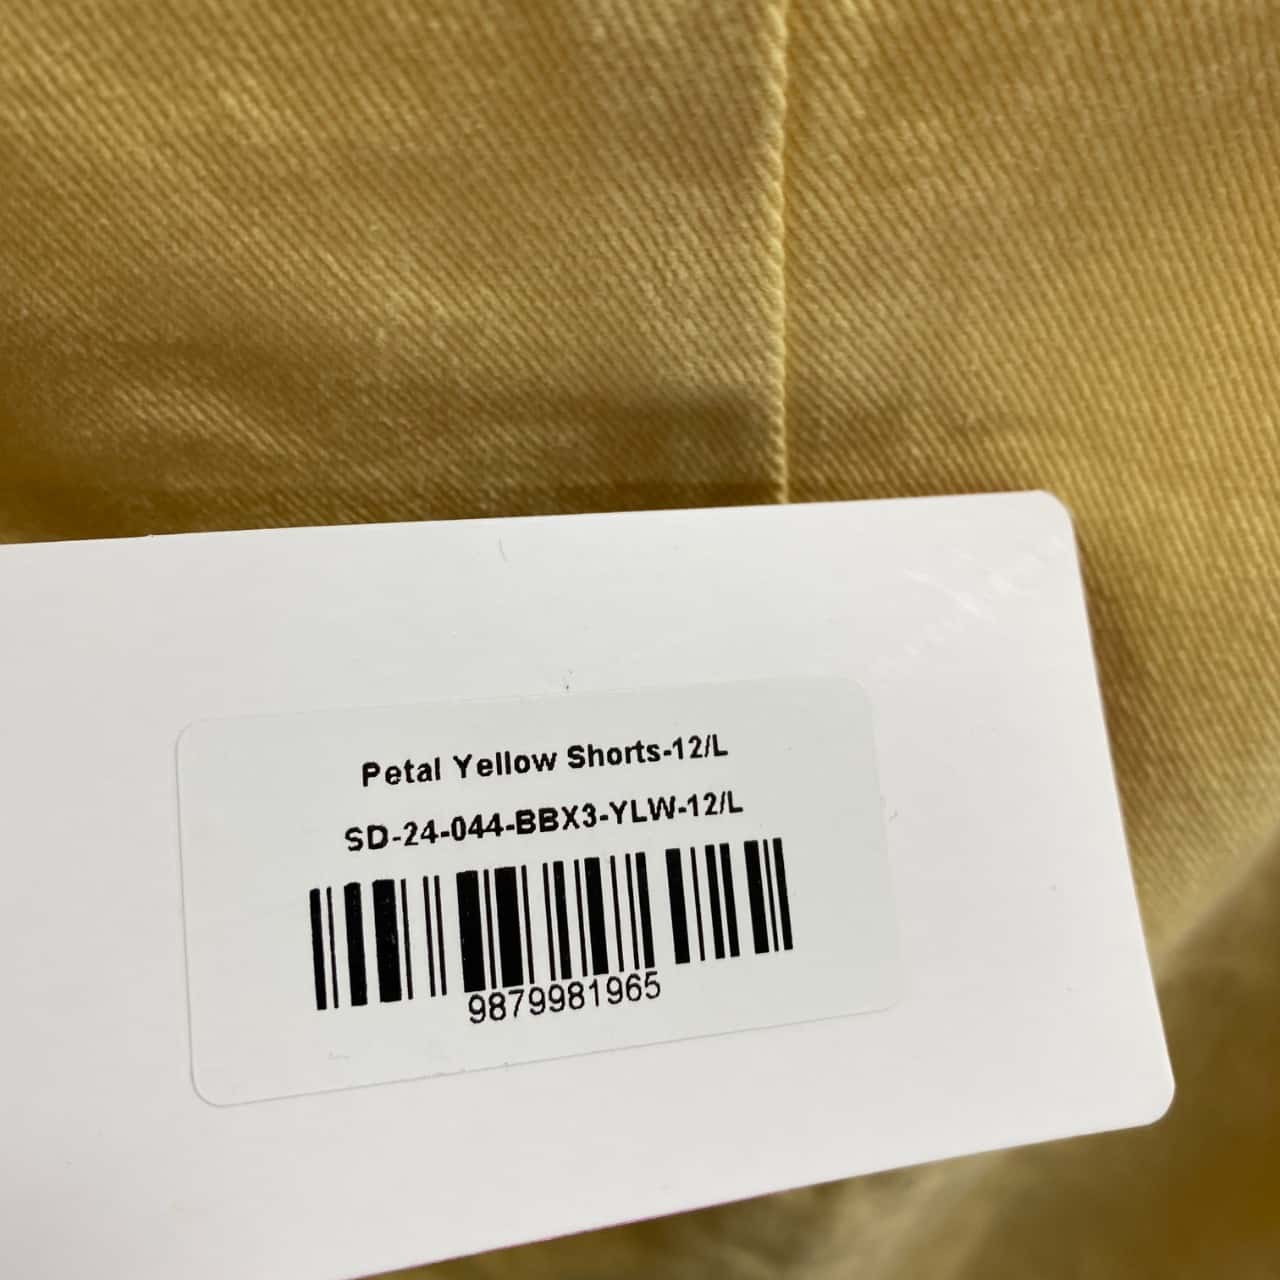 Petal Yellow Shorts-12/L
SD-24-044-BBX3-YLW-12/L
9879981965